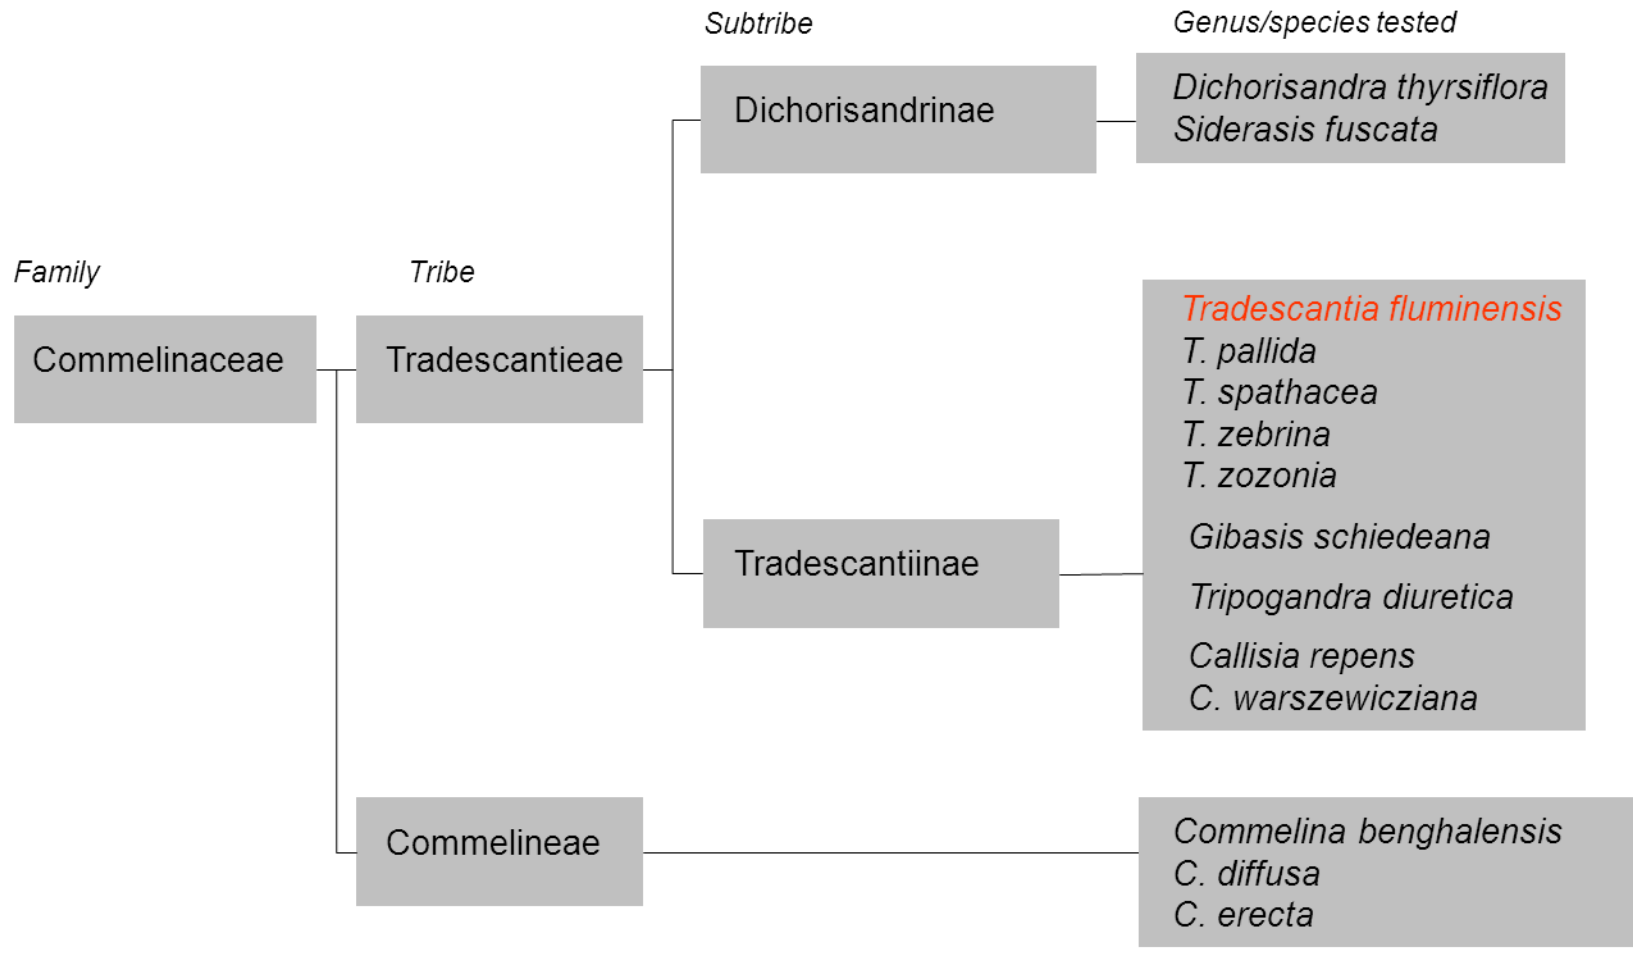 Subtribe
Genus/species tested
Dichorisandrinae
Dichorisandra thyrsiflora
Siderasis fuscata
Family
Tribe
Commelinaceae
Tradescantieae
Tradescantia fluminensis
T. pallida
T. spathacea
T. zebrina
T. zozonia
Gibasis schiedeana
Tradescantiinae
Tripogandra diuretica
Callisia repens
C. warszewicziana
Commelineae
Commelina benghalensis
C. diffusa
C. erecta